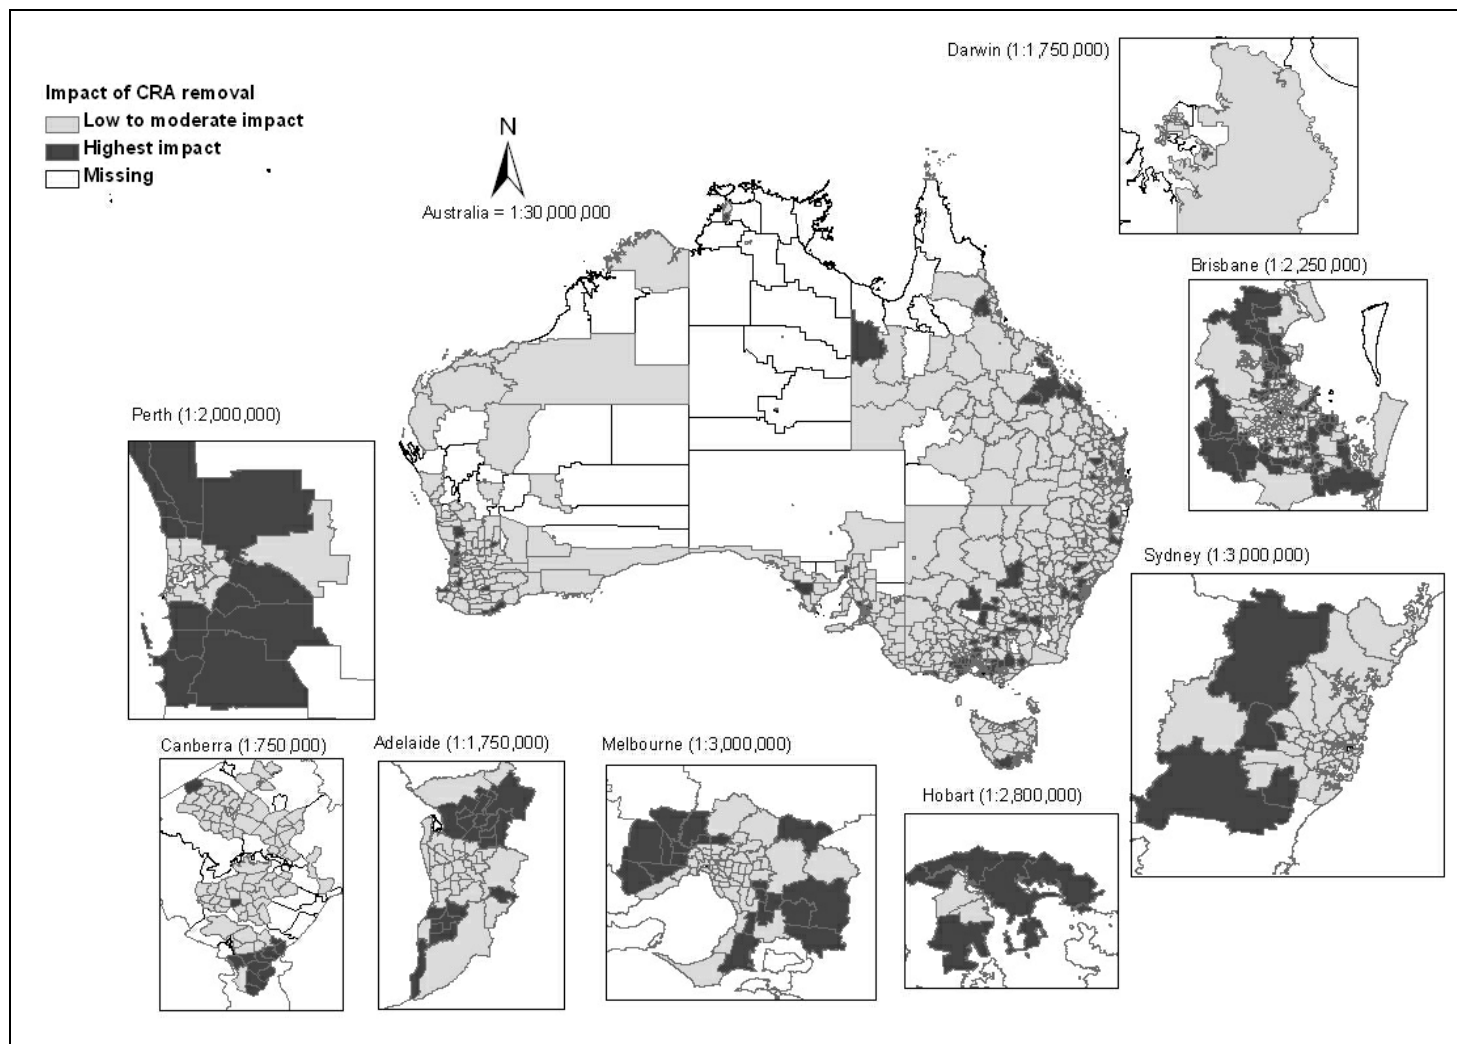 Darwin (1:1,750,000)
Impact of CRA removal
Low to moderate impact
Highest impact
Missing
N
Australia = 1:30,000,000
Brisbane (1:2,250,000)
Perth (1:2,000,000)
Sydney (1:3,000,000)
Canberra (1:750,000)
Adelaide (1:1,750,000)
Melbourne (1:3,000,000)
Hobart (1:2,800,000)